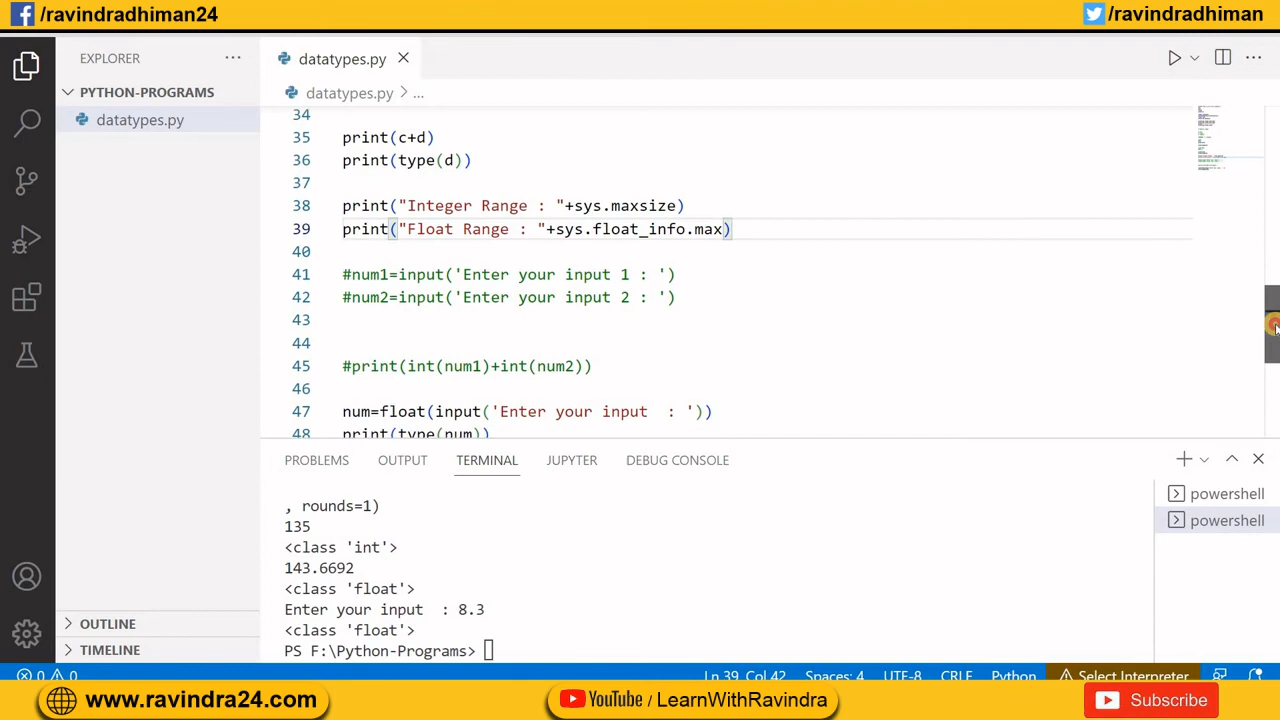 /ravindradhiman24
/ravindradhiman
EXPLORER
datatypes.py
PYTHON-PROGRAMS
datatypes.py > ...
datatypes.py
34
35 print(c+d)
36 print(type(d))
37
38 print("Integer Range : "+sys.maxsize)
39 print("Float Range : "+sys.float_info.max)
40
41 #num1=input('Enter your input 1 : ')
42 #num2=input('Enter your input 2 : ')
43
44
45 #print(int(num1)+int(num2))
46
47 num=float(input('Enter your input  : '))
48 print(type(num))
PROBLEMS OUTPUT TERMINAL JUPYTER DEBUG CONSOLE
powershell
powershell
, rounds=1)
135
<class 'int'>
143.6692
<class 'float'>
Enter your input  : 8.3
<class 'float'>
PS F:\Python-Programs>
OUTLINE
TIMELINE
0 0 Ln 39, Col 42 Spaces: 4 UTF-8 CRLF Python Select Interpreter
www.ravindra24.com
YouTube / LearnWithRavindra
Subscribe